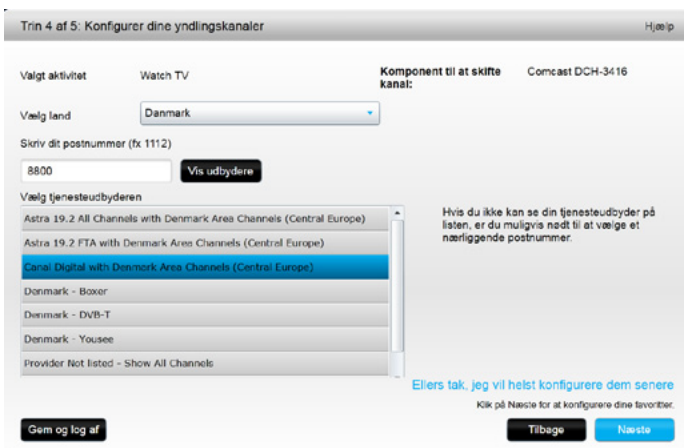 Trin 4 af 5: Konfigurer dine yndlingskanaler
Hjælp
Valgt aktivitet
Watch TV
Komponent til at skifte
kanal:
Comcast DCH-3416
Vælg land
Danmark
Skriv dit postnummer (fx 1112)
8800
Vis udbydere
Vælg tjenesteudbyderen
Astra 19.2 All Channels with Denmark Area Channels (Central Europe)
Astra 19.2 FTA with Denmark Area Channels (Central Europe)
Canal Digital with Denmark Area Channels (Central Europe)
Denmark - Boxer
Denmark - DVB-T
Denmark - Yousee
Provider Not listed - Show All Channels
Hvis du ikke kan se din tjenesteudbyder på
listen, er du muligvis nødt til at vælge et
nærliggende postnummer.
Ellers tak, jeg vil helst konfigurere dem senere
Klik på Næste for at konfigurere dine favoritter.
Gem og log af
Tilbage
Næste